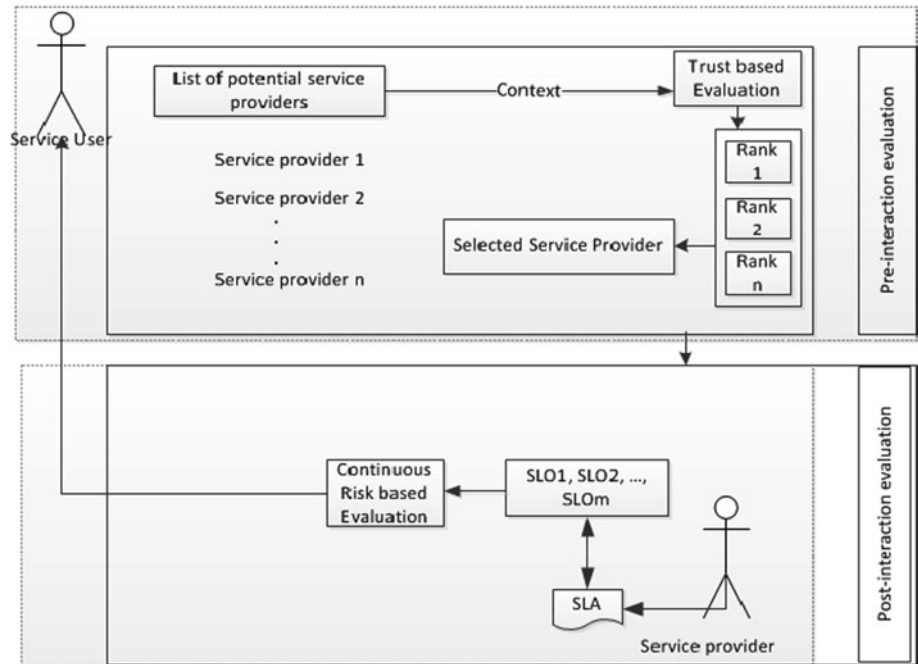 Service User
List of potential service
providers
Context
Trust based
Evaluation
Service provider 1
Service provider 2
.
.
.
Service provider n
Rank
1
Rank
2
Rank
n
Selected Service Provider
Pre-interaction evaluation
Continuous
Risk based
Evaluation
SLO1, SLO2, ...,
SLOm
SLA
Service provider
Post-interaction evaluation